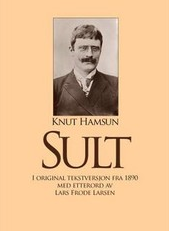 KNUT HAMSUN
SULT
I ORIGINAL TEKSTVERSJON FRA 1890
MED ETTERORD AV
LARS FRODE LARSEN